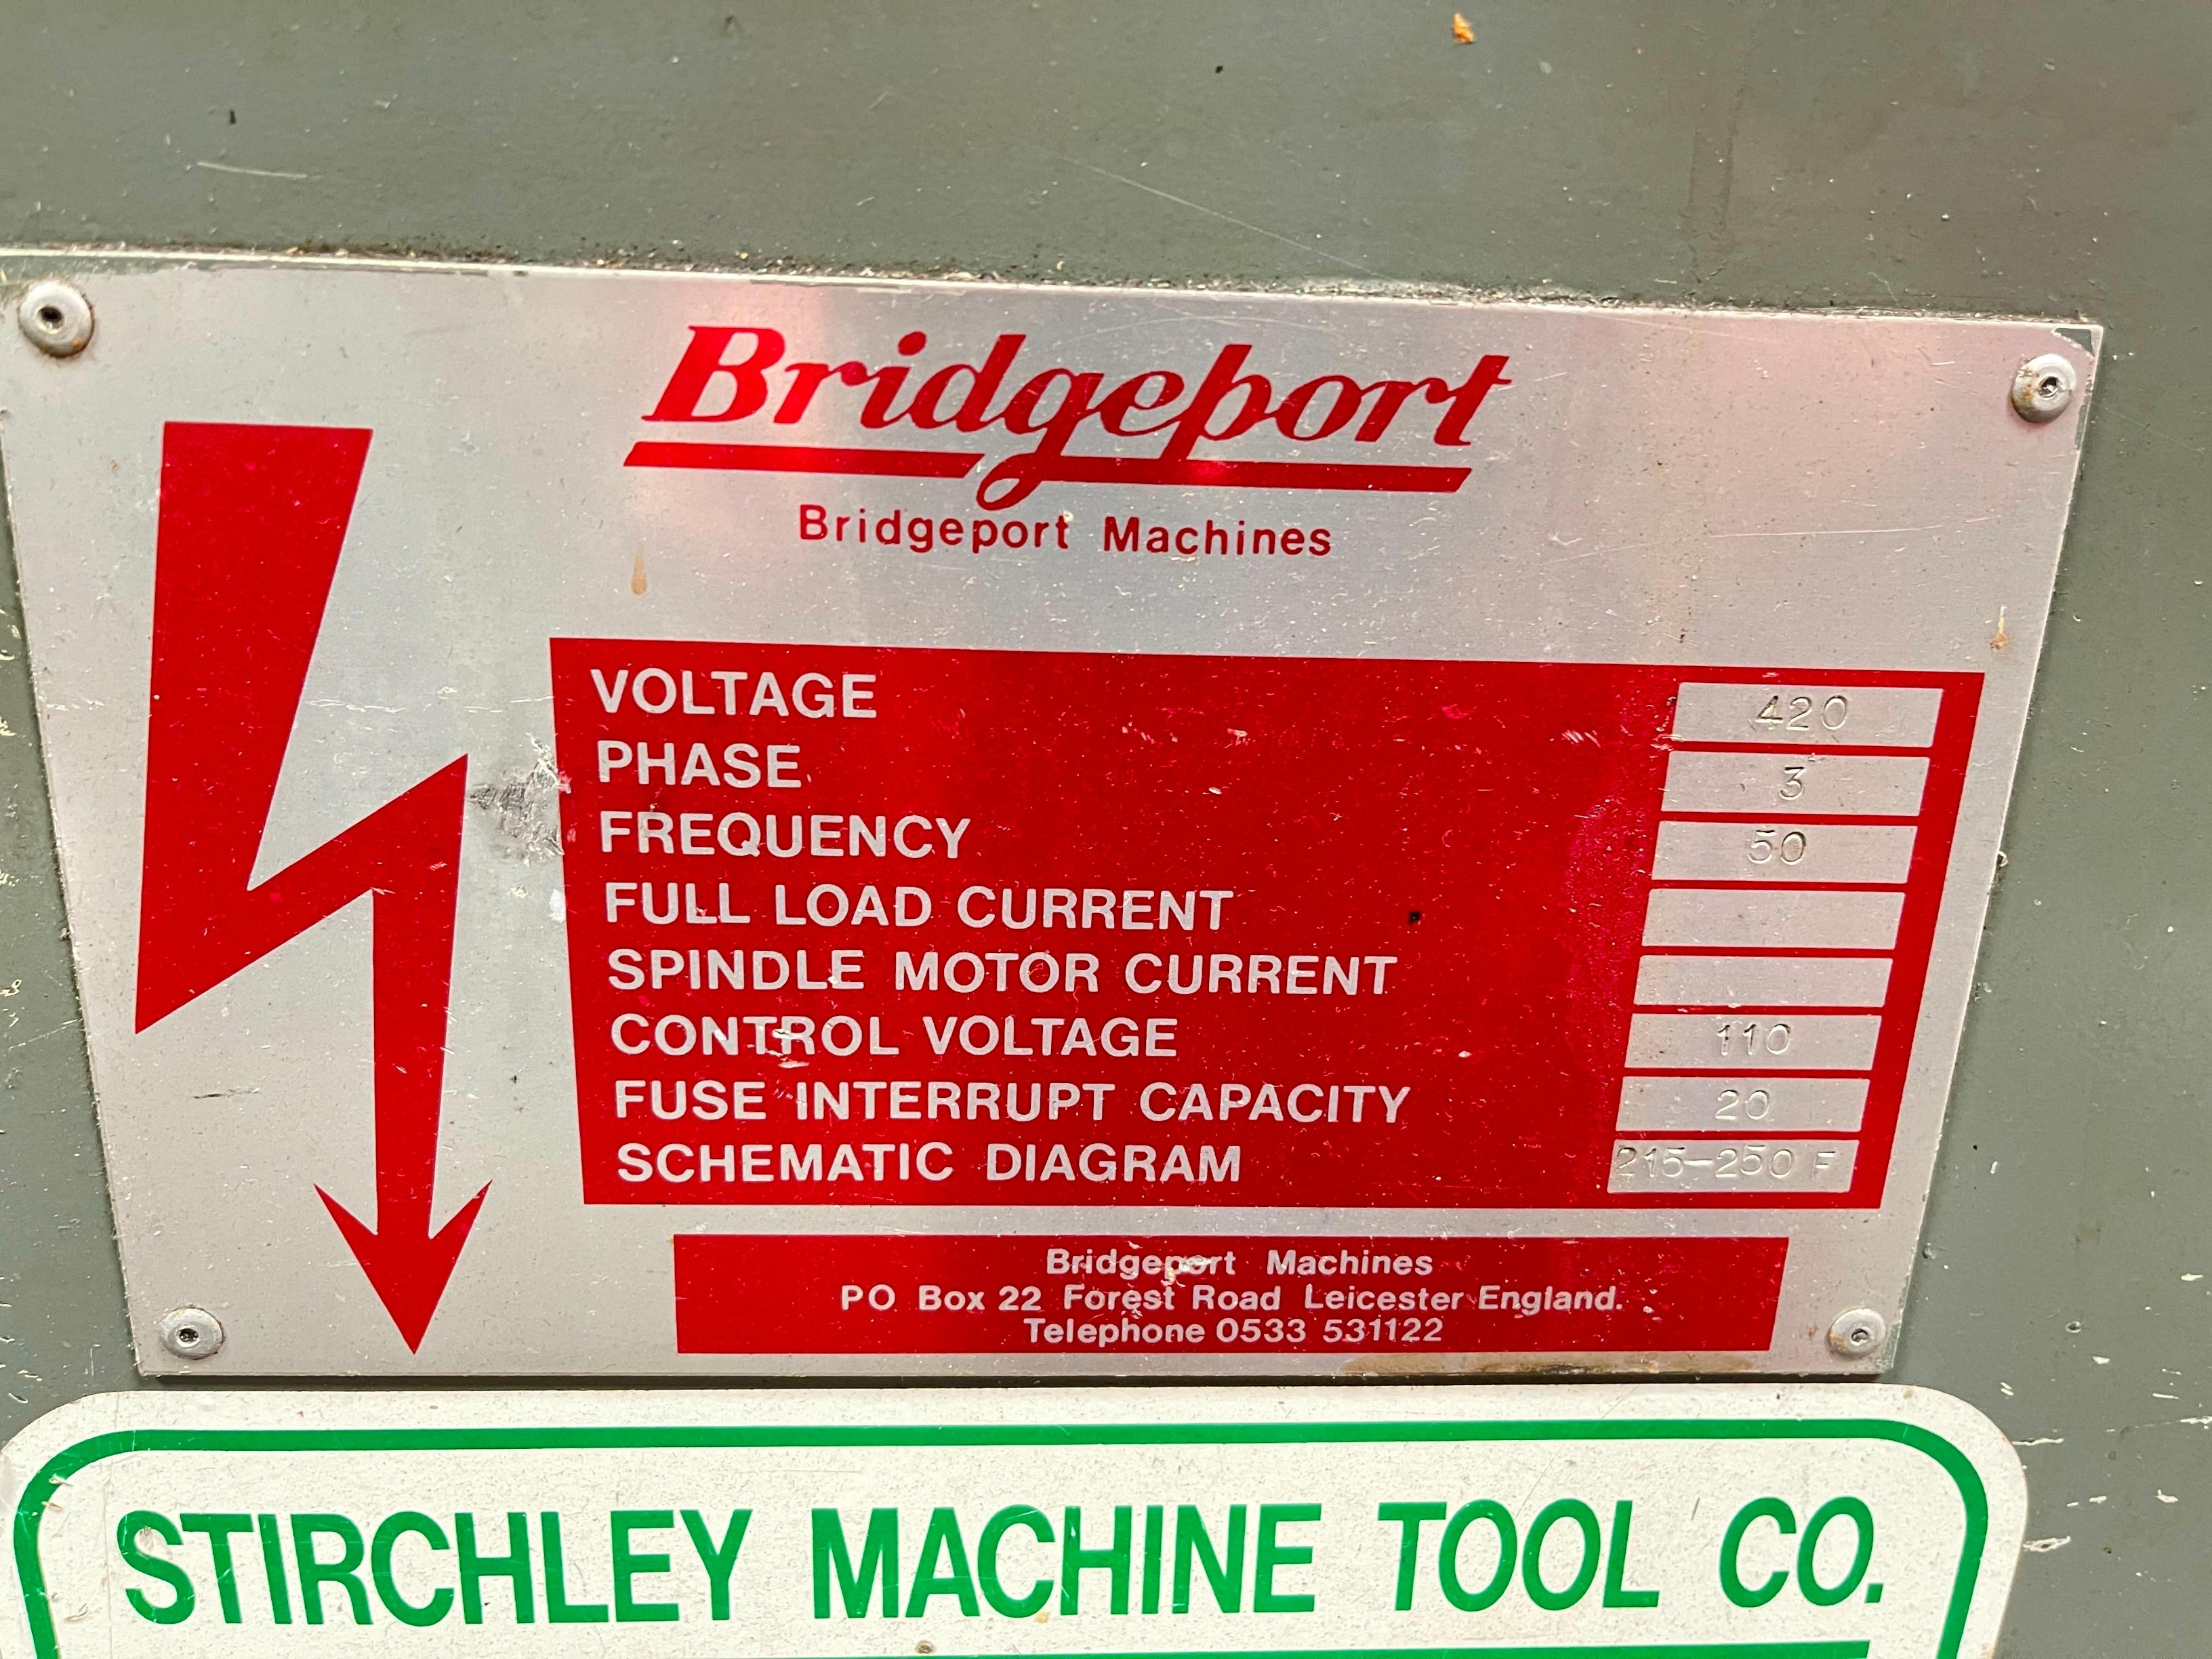 Bridgeport
Bridgeport Machines
VOLTAGE 420
PHASE 3
FREQUENCY 50
FULL LOAD CURRENT
SPINDLE MOTOR CURRENT
CONTROL VOLTAGE 110
FUSE INTERRUPT CAPACITY 20
SCHEMATIC DIAGRAM 215-250 F
Bridgeport Machines
PO Box 22 Forest Road Leicester England.
Telephone 0533 531122
STIRCHLEY MACHINE TOOL CO.